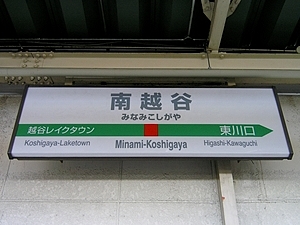 南越谷
みなみこしがや
越谷レイクタウン
東川口
Koshigaya-Laketown
Minami-Koshigaya
Higashi-Kawaguchi